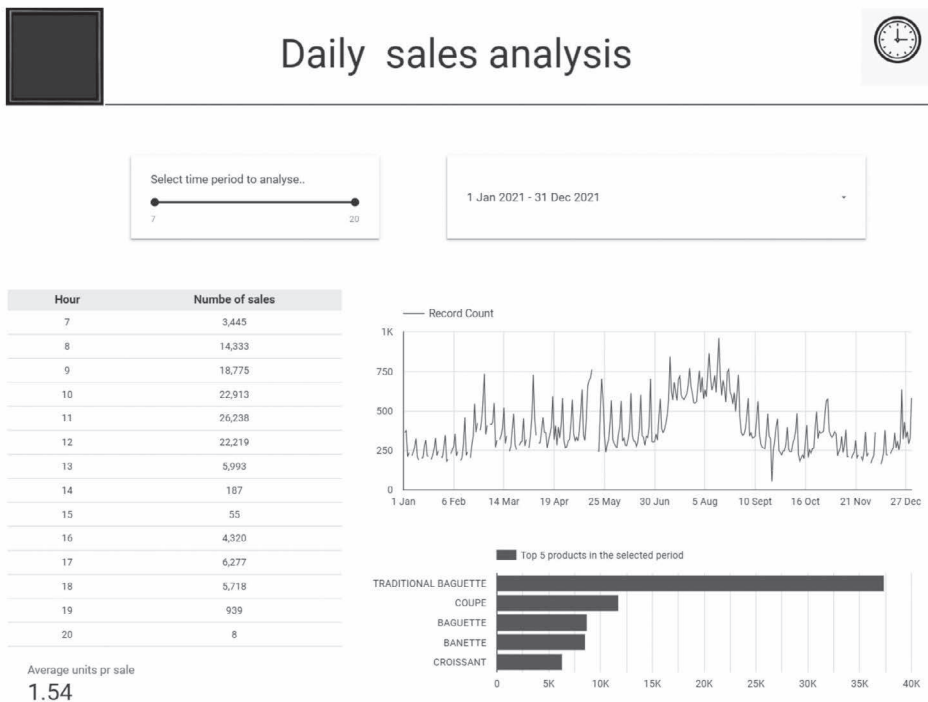 Daily sales analysis
Select time period to analyse..
7 20
1 Jan 2021 - 31 Dec 2021
Hour Numbe of sales
7 3,445
8 14,333
9 18,775
10 22,913
11 26,238
12 22,219
13 5,993
14 187
15 55
16 4,320
17 6,277
18 5,718
19 939
20 8
Average units pr sale
1.54
Record Count
1K
750
500
250
0
1 Jan 6 Feb 14 Mar 19 Apr 25 May 30 Jun 5 Aug 10 Sept 16 Oct 21 Nov 27 Dec
Top 5 products in the selected period
TRADITIONAL BAGUETTE
COUPE
BAGUETTE
BANETTE
CROISSANT
0 5K 10K 15K 20K 25K 30K 35K 40K